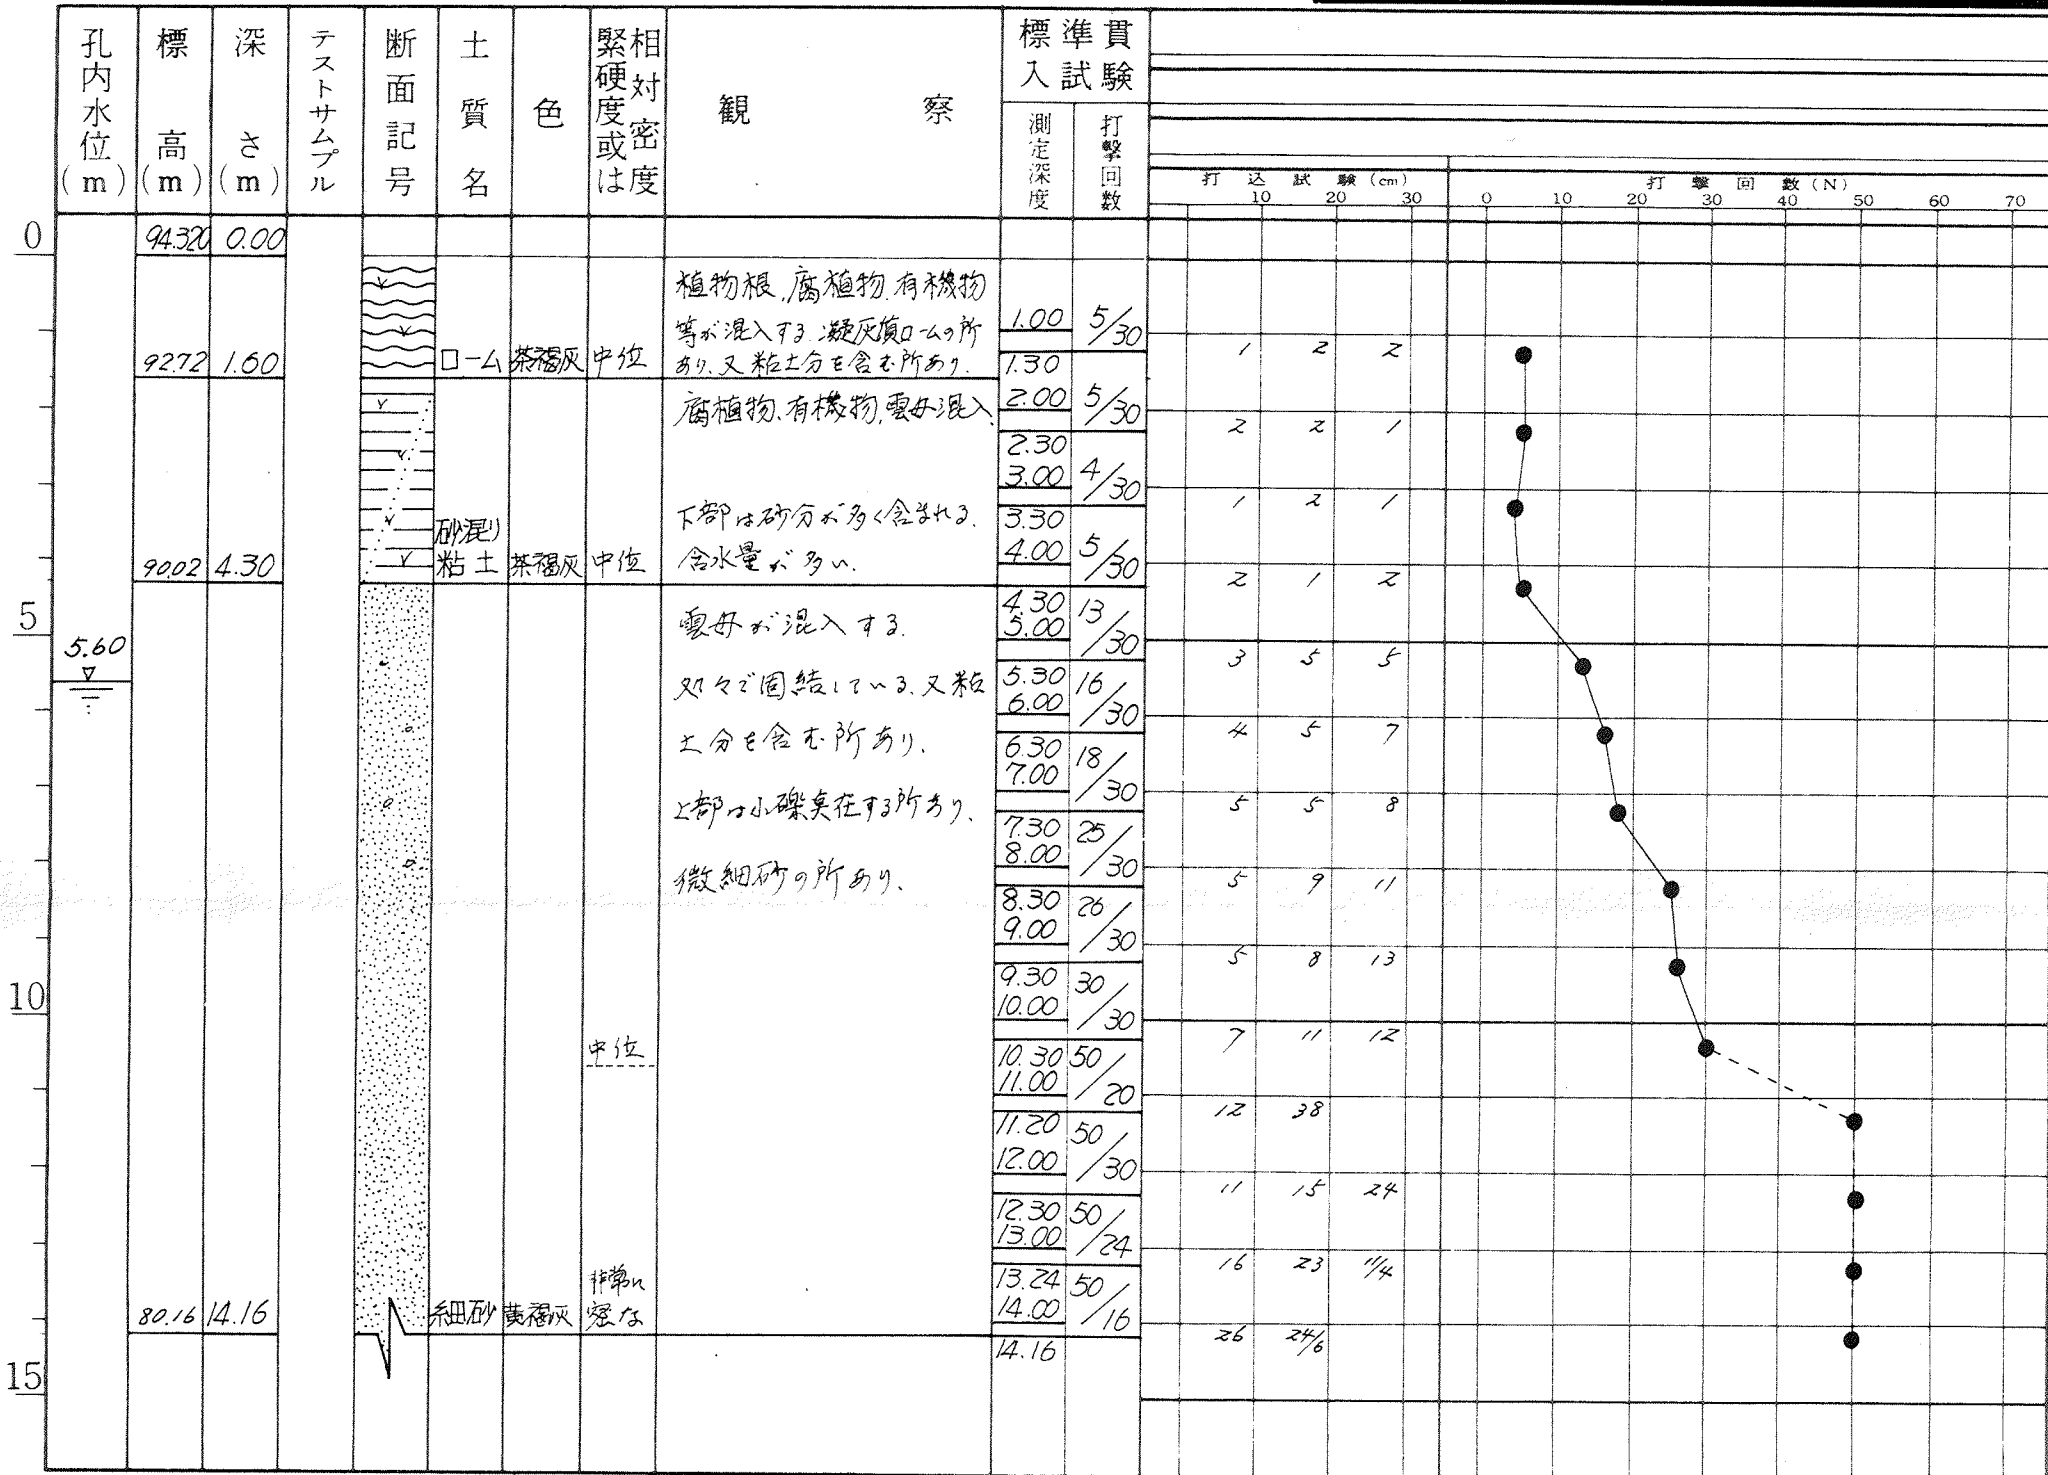 孔内水位(m)
標高(m)
深さ(m)
テストサムプル
断面記号
土質名
色
緊硬度或は相対密度
観察
標準貫入試験
測定深度
打撃回数
打込試験(cm)
10 20 30
打撃回数(N)
0 10 20 30 40 50 60 70
0
94.320 0.00
植物根、腐植物、有機物
等が混入する。凝灰質ロームの所
あり、又粘土分を含む所あり。
92.72 1.60 ローム 茶褐灰 中位
1.00 5/30
1 2 2
1.30
腐植物、有機物、雲母混入。
2.00 5/30
2 2 1
2.30
3.00 4/30
1 2 1
下部は砂分が多く含まれる。
含水量が多い。
3.30
4.00 5/30
2 1 2
砂混り
90.02 4.30 粘土 茶褐灰 中位
4.30
5.00 13/30
3 5 5
5
5.60
雲母が混入する。
処々で固結している。又粘
土分を含む所あり。
上部は小礫点在する所あり。
微細砂の所あり。
5.30
6.00 16/30
4 5 7
6.30
7.00 18/30
5 5 8
7.30
8.00 25/30
5 9 11
8.30
9.00 26/30
5 8 13
9.30
10.00 30/30
7 11 12
10
中位
10.30
11.00 50/20
12 38
11.20
12.00 50/30
11 15 24
12.30
13.00 50/24
16 23 11/4
13.24
14.00 50/16
26 24/6
14.16
非常に
80.16 14.16 細砂 黄褐灰 密な
15